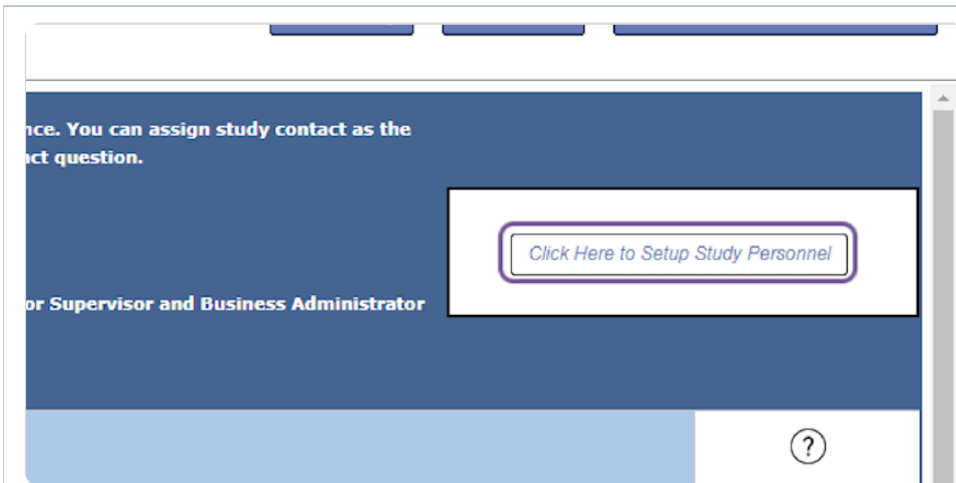 nce. You can assign study contact as the
ct question.
Click Here to Setup Study Personnel
or Supervisor and Business Administrator
?